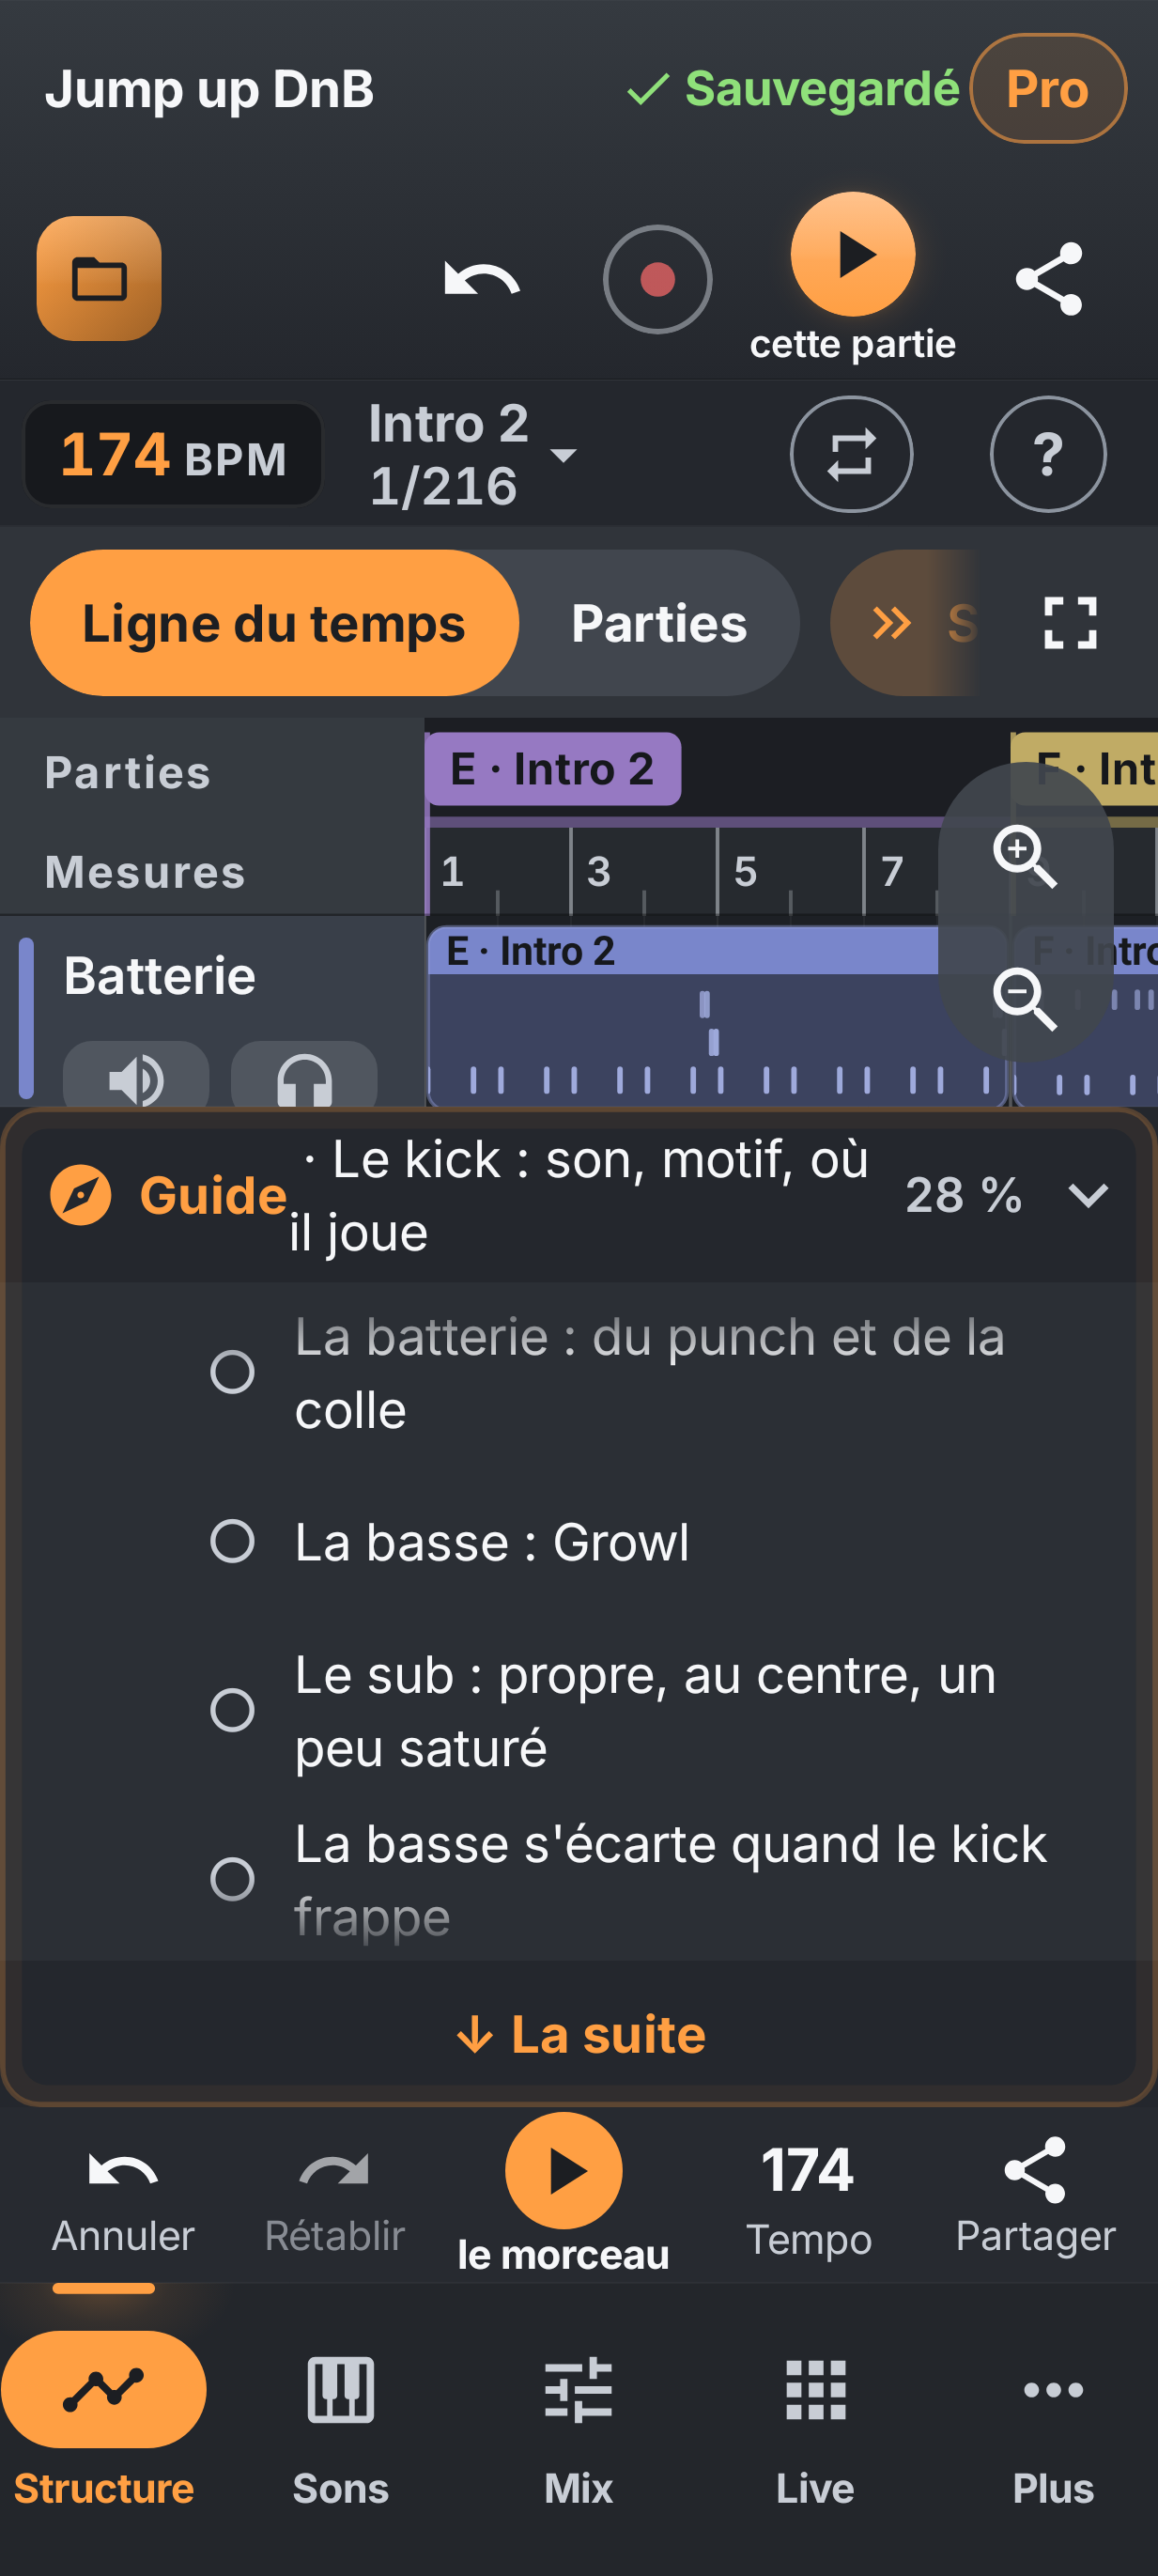 Jump up DnB
Sauvegardé
Pro
cette partie
174 BPM
Intro 2
1/216
?
Ligne du temps
Parties
S
Parties
E · Intro 2
F · Int
Mesures
1
3
5
7
Batterie
E · Intro 2
F · Intro
Guide · Le kick : son, motif, où
il joue
28 %
La batterie : du punch et de la
colle
La basse : Growl
Le sub : propre, au centre, un
peu saturé
La basse s'écarte quand le kick
frappe
↓ La suite
Annuler
Rétablir
le morceau
174
Tempo
Partager
Structure
Sons
Mix
Live
Plus